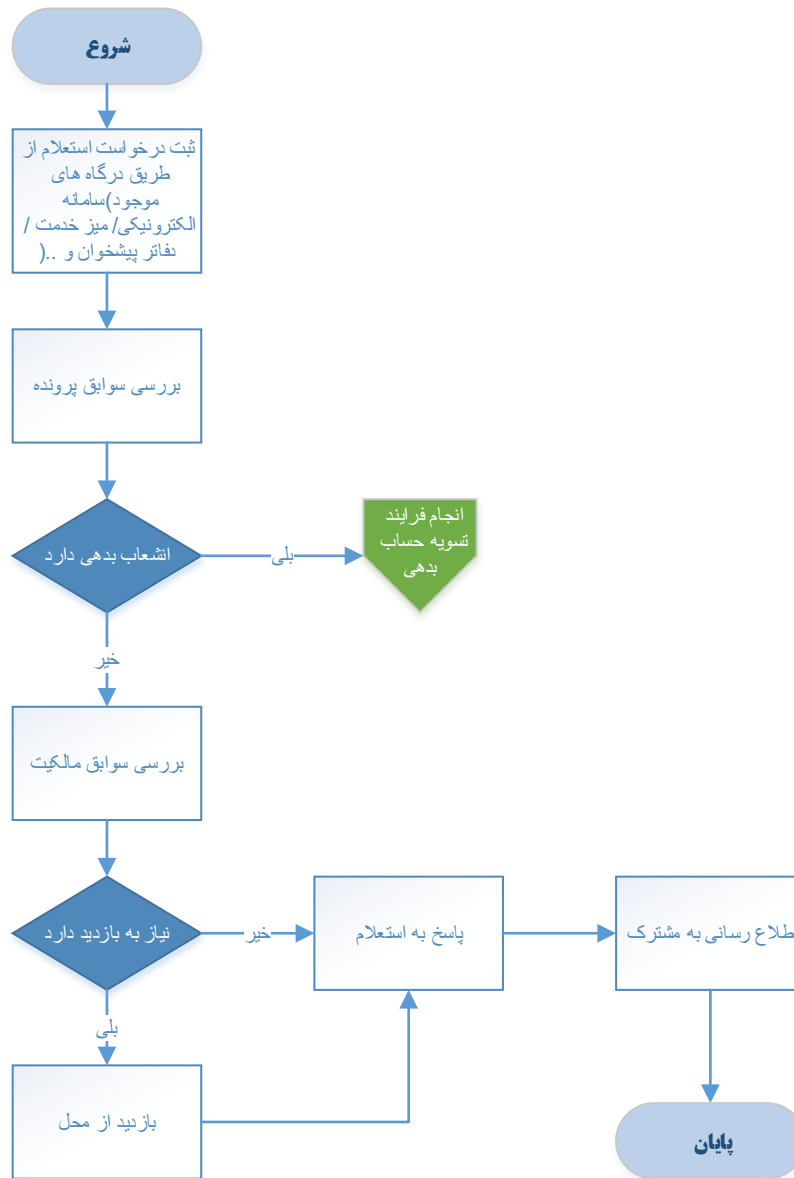 شروع
ثبت درخواست استعلام از
طریق درگاه های
موجود)سامانه
الکترونیکی/ میز خدمت /
دفاتر پیشخوان و ..(
بررسی سوابق پرونده
انشعاب بدهی دارد
بلی
انجام فرایند
تسویه حساب
بدهی
خیر
بررسی سوابق مالکیت
نیاز به بازدید دارد
خیر
پاسخ به استعلام
طلاع رسانی به مشترک
بلی
بازدید از محل
پایان